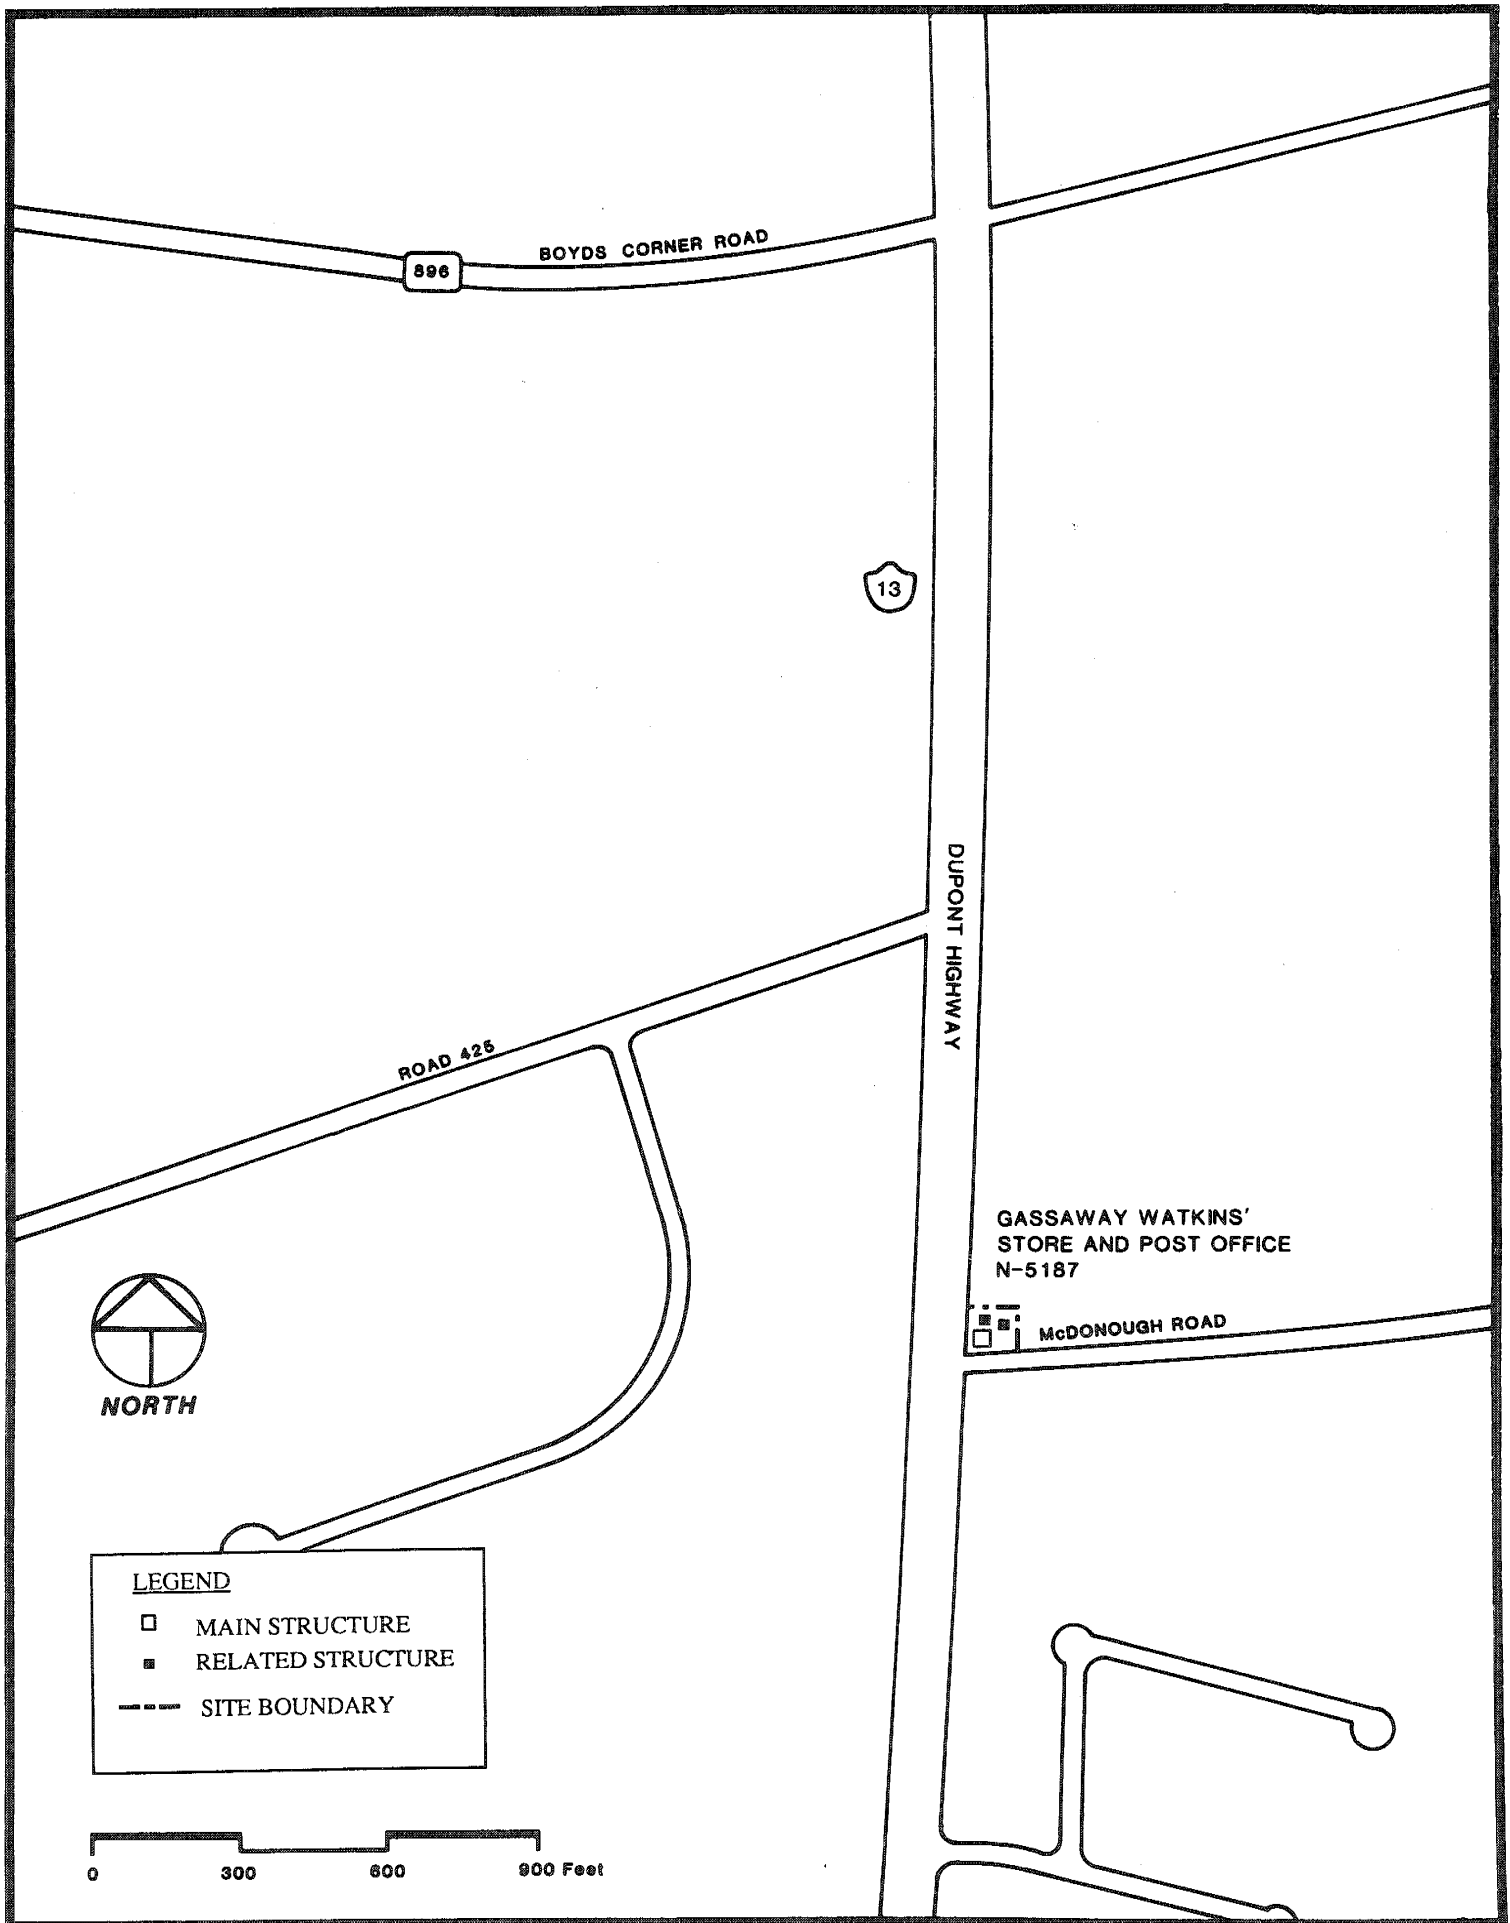 BOYDS CORNER ROAD
896
13
DUPONT HIGHWAY
ROAD 425
GASSAWAY WATKINS'
STORE AND POST OFFICE
N-5187
McDONOUGH ROAD
NORTH
LEGEND
MAIN STRUCTURE
RELATED STRUCTURE
SITE BOUNDARY
0 300 600 900 Feet